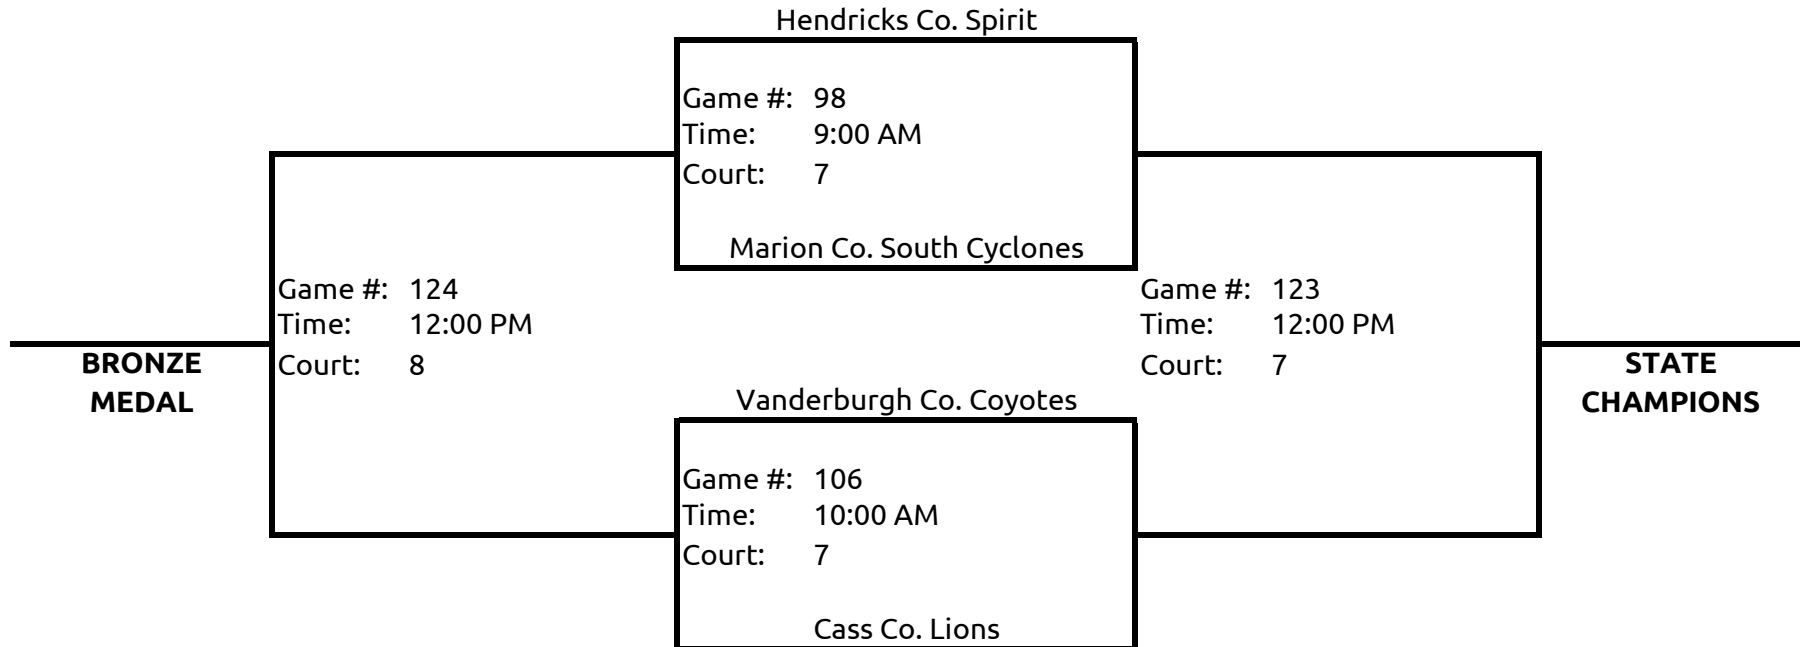 Hendricks Co. Spirit
Game #: 98
Time: 9:00 AM
Court: 7
Marion Co. South Cyclones
Game #: 124
Time: 12:00 PM
Court: 8
BRONZE
MEDAL
Game #: 123
Time: 12:00 PM
Court: 7
STATE
CHAMPIONS
Vanderburgh Co. Coyotes
Game #: 106
Time: 10:00 AM
Court: 7
Cass Co. Lions